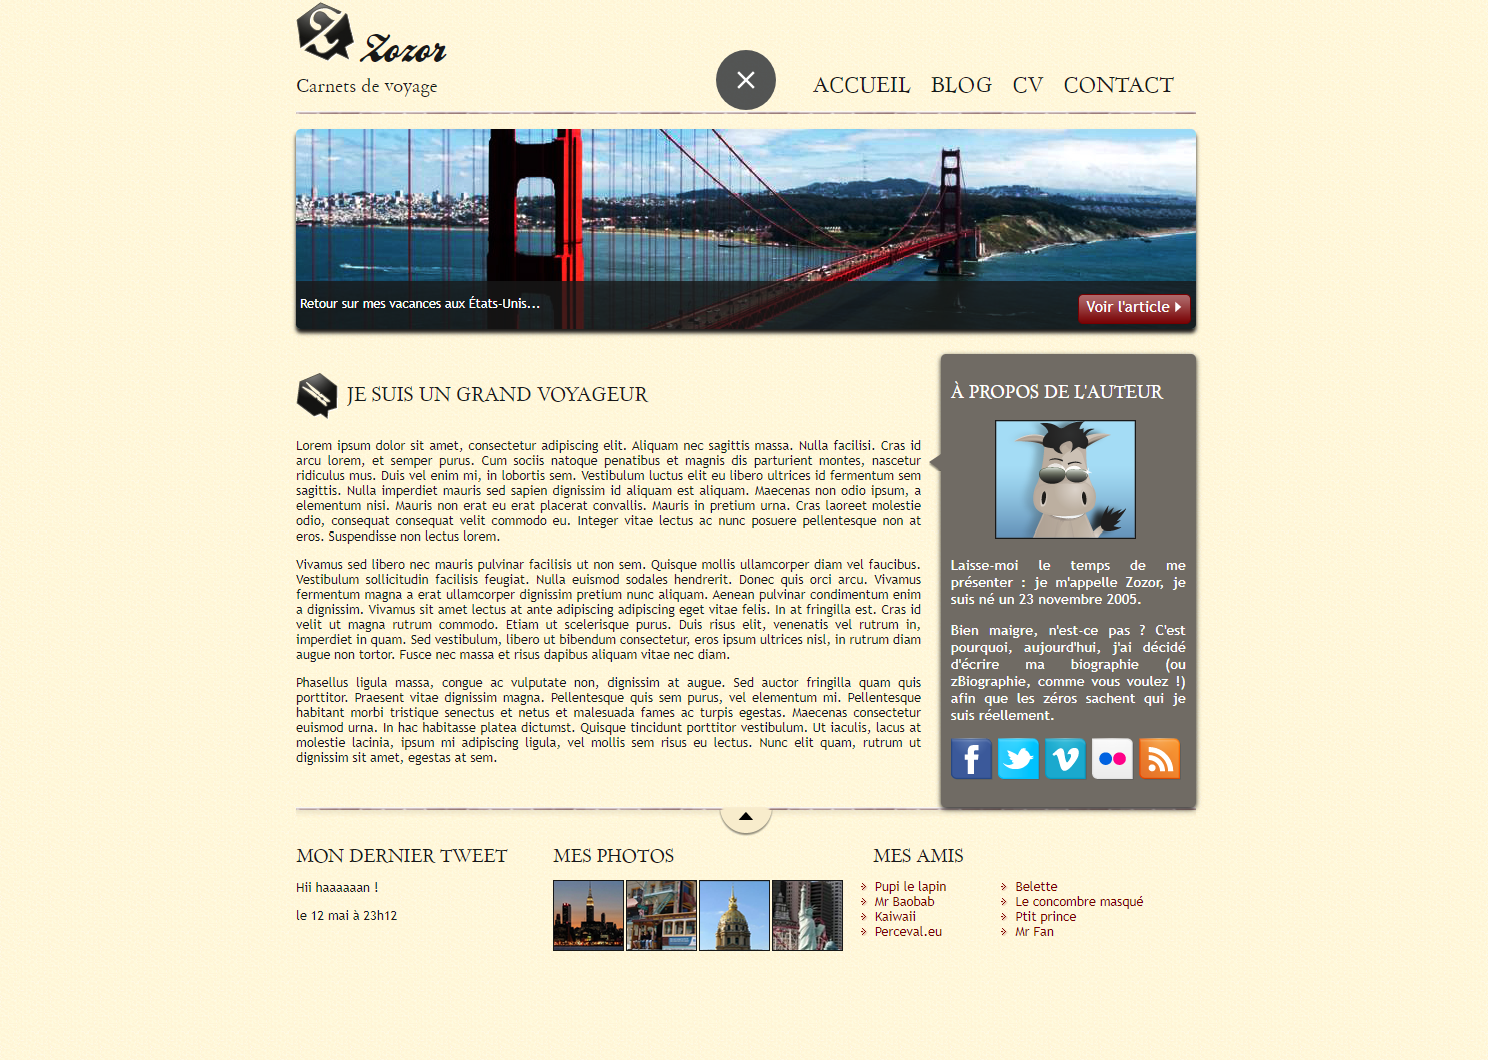 Zozor
Carnets de voyage
ACCUEIL BLOG CV CONTACT
Retour sur mes vacances aux États-Unis...
Voir l'article
JE SUIS UN GRAND VOYAGEUR
Lorem ipsum dolor sit amet, consectetur adipiscing elit. Aliquam nec sagittis massa. Nulla facilisi. Cras id
arcu lorem, et semper purus. Cum sociis natoque penatibus et magnis dis parturient montes, nascetur
ridiculus mus. Duis vel enim mi, in lobortis sem. Vestibulum luctus elit eu libero ultrices id fermentum sem
sagittis. Nulla imperdiet mauris sed sapien dignissim id aliquam est aliquam. Maecenas non odio ipsum, a
elementum nisi. Mauris non erat eu erat placerat convallis. Mauris in pretium urna. Cras laoreet molestie
odio, consequat consequat velit commodo eu. Integer vitae lectus ac nunc posuere pellentesque non at
eros. Suspendisse non lectus lorem.
Vivamus sed libero nec mauris pulvinar facilisis ut non sem. Quisque mollis ullamcorper diam vel faucibus.
Vestibulum sollicitudin facilisis feugiat. Nulla euismod sodales hendrerit. Donec quis orci arcu. Vivamus
fermentum magna a erat ullamcorper dignissim pretium nunc aliquam. Aenean pulvinar condimentum enim
a dignissim. Vivamus sit amet lectus at ante adipiscing adipiscing eget vitae felis. In at fringilla est. Cras id
velit ut magna rutrum commodo. Etiam ut scelerisque purus. Duis risus elit, venenatis vel rutrum in,
imperdiet in quam. Sed vestibulum, libero ut bibendum consectetur, eros ipsum ultrices nisl, in rutrum diam
augue non tortor. Fusce nec massa et risus dapibus aliquam vitae nec diam.
Phasellus ligula massa, congue ac vulputate non, dignissim at augue. Sed auctor fringilla quam quis
porttitor. Praesent vitae dignissim magna. Pellentesque quis sem purus, vel elementum mi. Pellentesque
habitant morbi tristique senectus et netus et malesuada fames ac turpis egestas. Maecenas consectetur
euismod urna. In hac habitasse platea dictumst. Quisque tincidunt porttitor vestibulum. Ut iaculis, lacus at
molestie lacinia, ipsum mi adipiscing ligula, vel mollis sem risus eu lectus. Nunc elit quam, rutrum ut
dignissim sit amet, egestas at sem.
À PROPOS DE L'AUTEUR
Laisse-moi le temps de me
présenter : je m'appelle Zozor, je
suis né un 23 novembre 2005.
Bien maigre, n'est-ce pas ? C'est
pourquoi, aujourd'hui, j'ai décidé
d'écrire ma biographie (ou
zBiographie, comme vous voulez !)
afin que les zéros sachent qui je
suis réellement.
MON DERNIER TWEET
Hii haaaaaan !
le 12 mai à 23h12
MES PHOTOS
MES AMIS
Pupi le lapin
Mr Baobab
Kaiwaii
Perceval.eu
Belette
Le concombre masqué
Ptit prince
Mr Fan